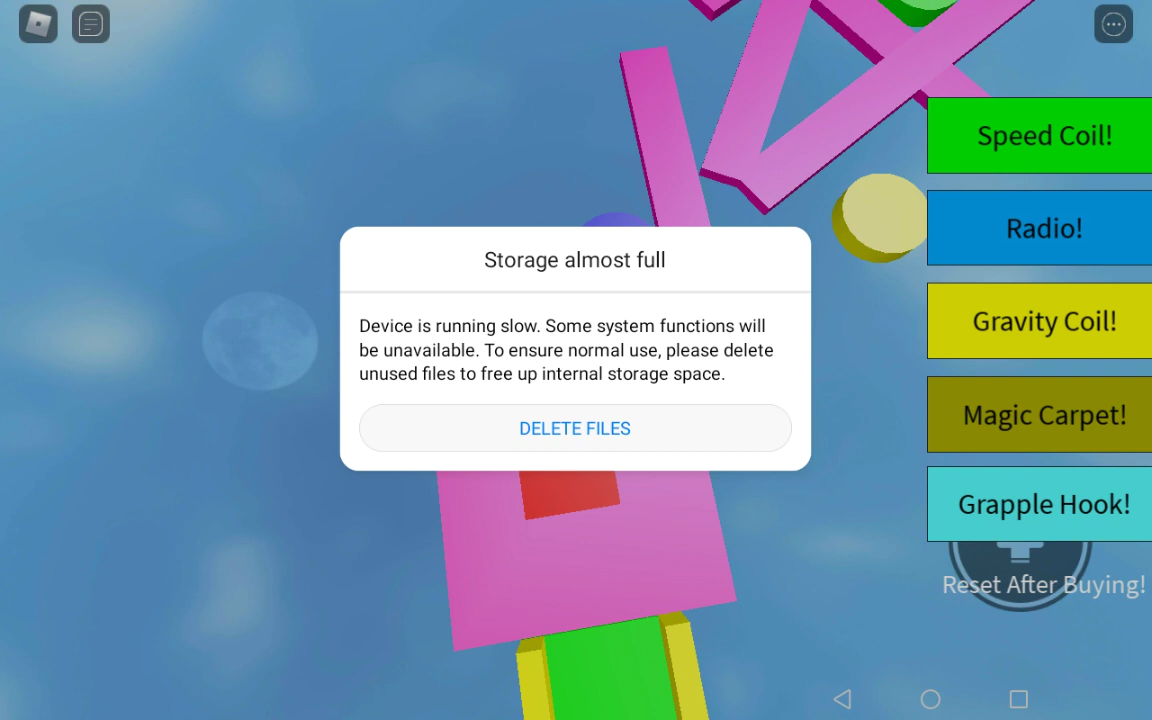 Storage almost full
Device is running slow. Some system functions will
be unavailable. To ensure normal use, please delete
unused files to free up internal storage space.
DELETE FILES
Speed Coil!
Radio!
Gravity Coil!
Magic Carpet!
Grapple Hook!
Reset After Buying!